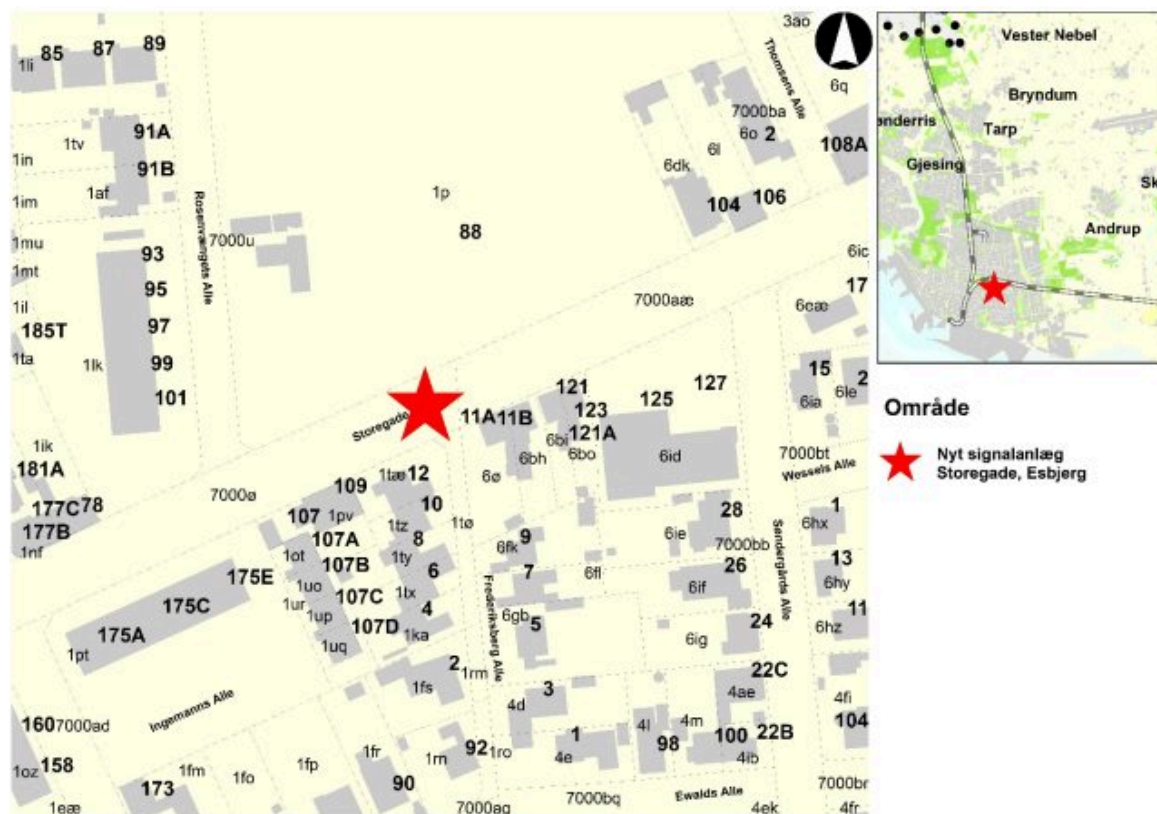 85
87
89
1li
91A
1tv
1in
91B
1af
1im
Rosenvængets Alle
7000u
1mu
93
1mt
95
1il
185T
97
1ta
1lk
99
101
1ik
181A
177C
78
177B
1nf
1p
88
3ao
Thomsens Alle
6q
7000ba
6o
2
6l
108A
6dk
104
106
6ic
7000aæ
17
6eæ
15
2
6le
6ia
Storegade
11A
11B
121
123
125
127
121A
6bi
6bo
6bh
6id
6ø
7000bt
Wessels Alle
7000ø
109
1tæ
12
107
1pv
10
1tz
1tø
107A
8
1ot
107B
1ty
6
1uo
175E
107C
1ur
1lx
4
175C
1up
107D
175A
1uq
1ka
1pt
9
6fk
7
6fl
6gb
5
Frederiksberg Alle
28
6ie
7000bb
26
6if
Søndergårds Alle
24
6ig
1
6hx
13
6hy
11
6hz
2
1rm
1fs
3
4d
22C
4ae
4fi
Ingemanns Alle
160
7000ad
158
1oz
173
1fm
1fo
1fp
1fr
1rn
92
1ro
1
4e
4l
4m
98
100
22B
4ib
104
90
1eæ
7000ag
7000bq
Ewalds Alle
7000br
4ek
4fr
Vester Nebel
Bryndum
ønderris
Tarp
Gjesing
Sk
Andrup
Område
Nyt signalanlæg
Storegade, Esbjerg